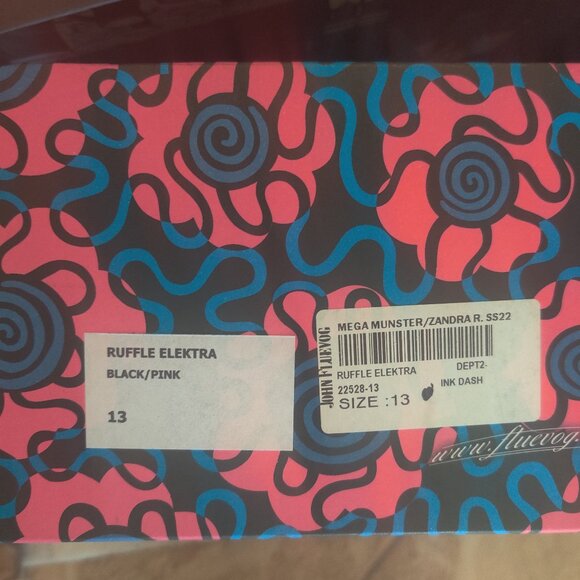 RUFFLE ELEKTRA
BLACK/PINK
13
JOHN FLUEVOG
MEGA MUNSTER/ZANDRA R. SS22
RUFFLE ELEKTRA DEPT2-
22528-13 INK DASH
SIZE :13
www.fluevog.